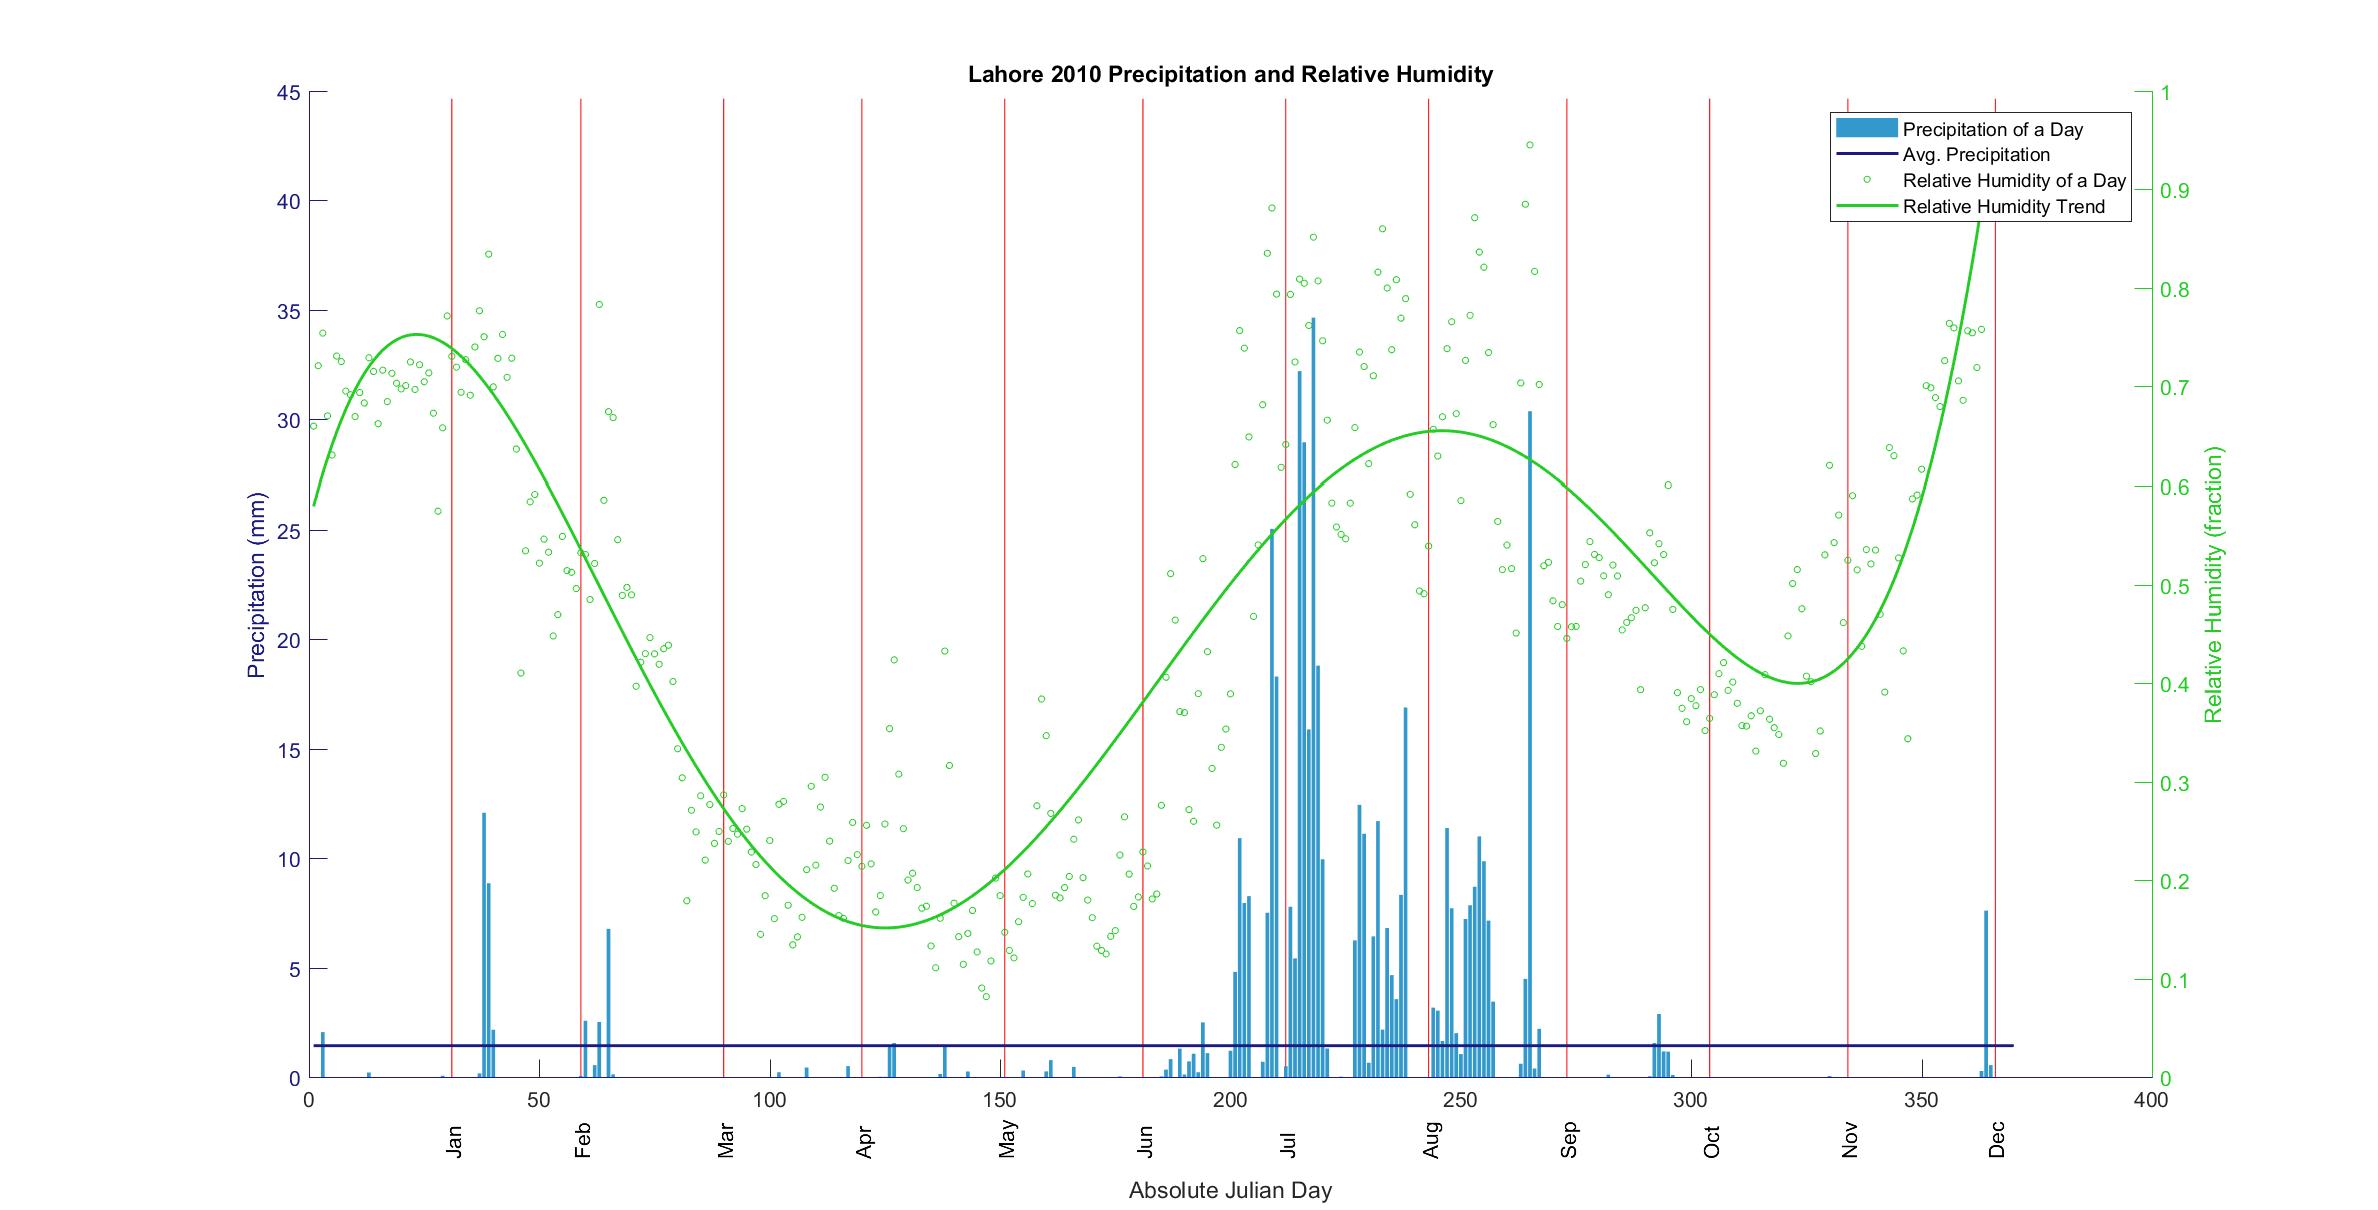 Lahore 2010 Precipitation and Relative Humidity
45
40
35
30
25
20
15
10
5
0
Precipitation (mm)
1
0.9
0.8
0.7
0.6
0.5
0.4
0.3
0.2
0.1
0
Relative Humidity (fraction)
Precipitation of a Day
Avg. Precipitation
Relative Humidity of a Day
Relative Humidity Trend
0 50 100 150 200 250 300 350 400
Jan Feb Mar Apr May Jun Jul Aug Sep Oct Nov Dec
Absolute Julian Day